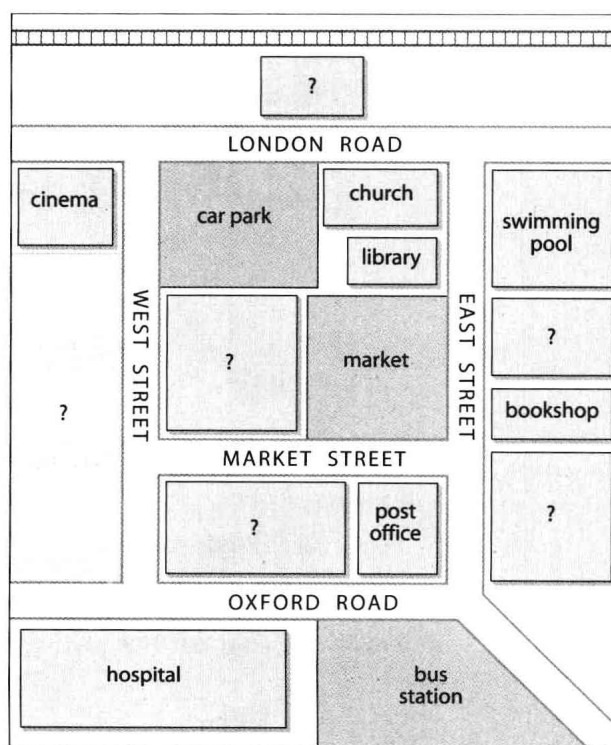 ?
LONDON ROAD
cinema
car park
church
library
swimming
pool
WEST STREET
EAST STREET
?
?
market
?
bookshop
MARKET STREET
?
post
office
?
OXFORD ROAD
hospital
bus
station